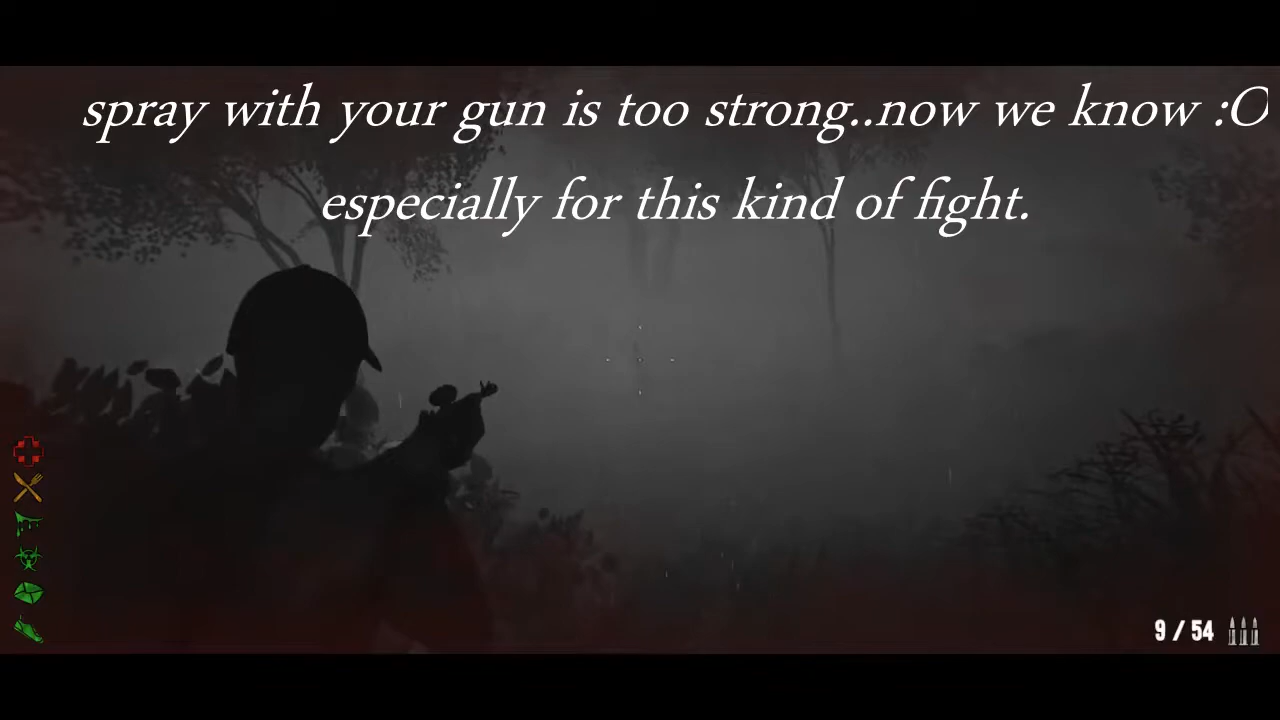 spray with your gun is too strong..now we know :O
especially for this kind of fight.
9 / 54